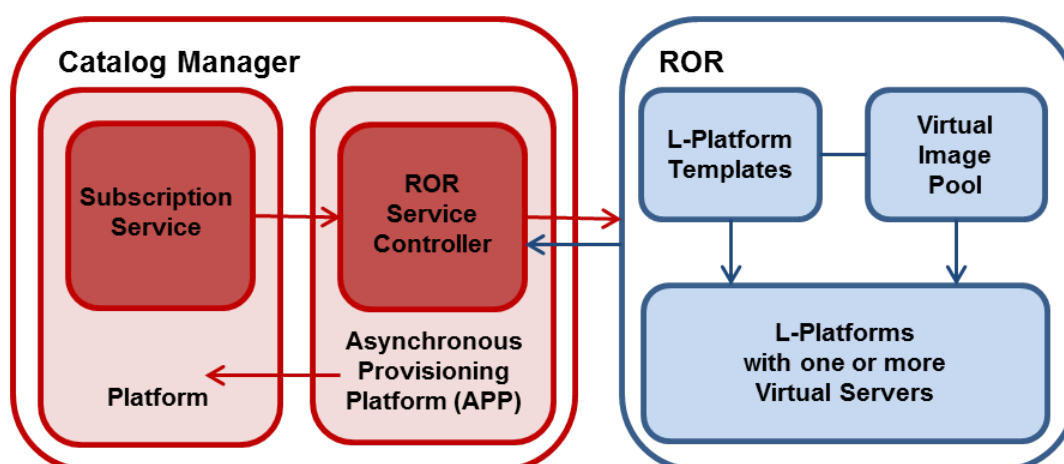 Catalog Manager
Subscription
Service
Platform
ROR
Service
Controller
Asynchronous
Provisioning
Platform (APP)
ROR
L-Platform
Templates
Virtual
Image
Pool
L-Platforms
with one or more
Virtual Servers